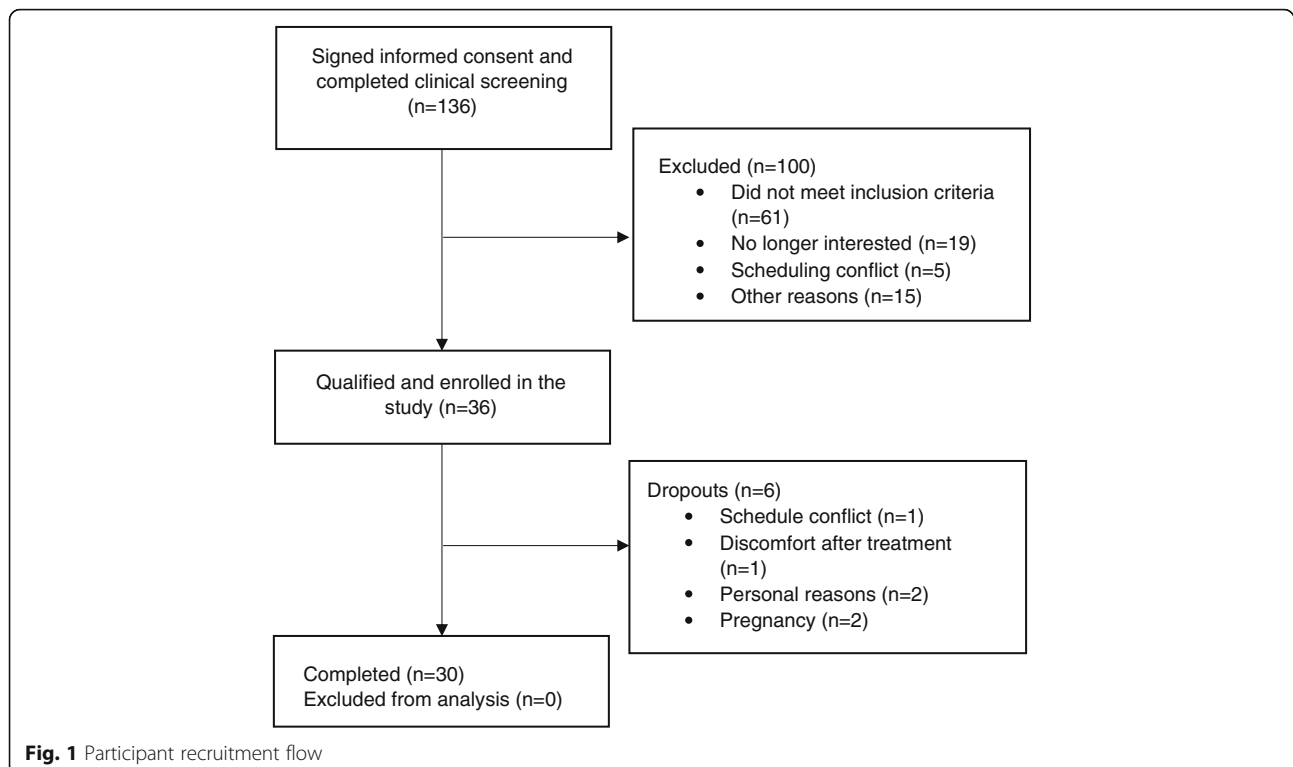 Signed informed consent and
completed clinical screening
(n=136)
Excluded (n=100)
• Did not meet inclusion criteria
(n=61)
• No longer interested (n=19)
• Scheduling conflict (n=5)
• Other reasons (n=15)
Qualified and enrolled in the
study (n=36)
Dropouts (n=6)
• Schedule conflict (n=1)
• Discomfort after treatment
(n=1)
• Personal reasons (n=2)
• Pregnancy (n=2)
Completed (n=30)
Excluded from analysis (n=0)
Fig. 1 Participant recruitment flow